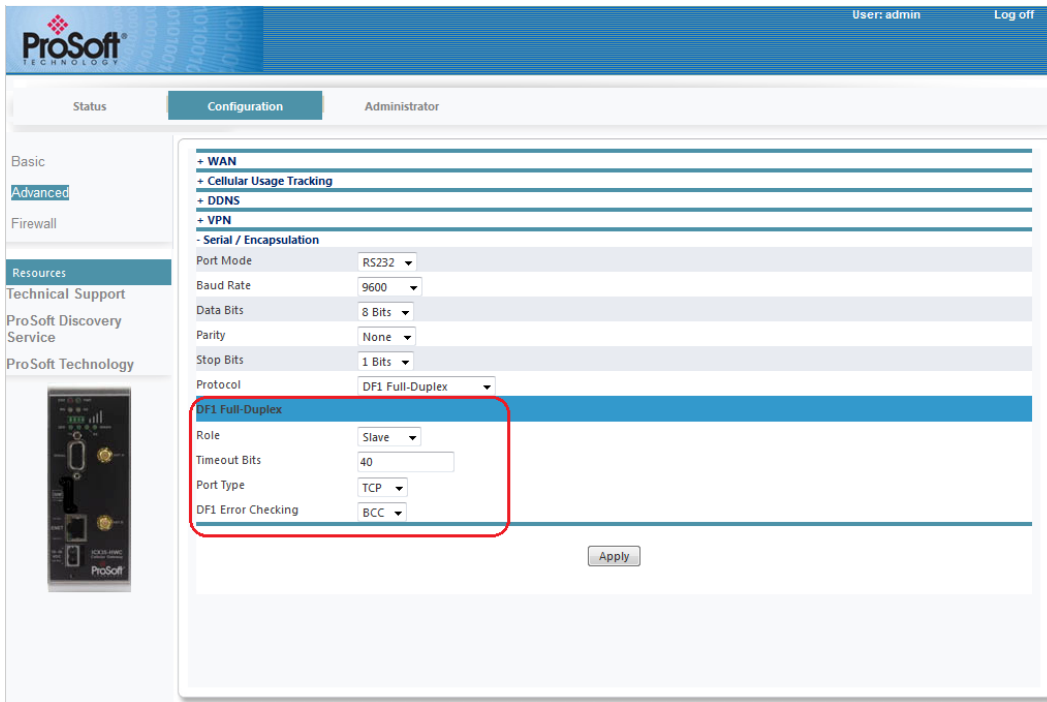 User: admin Log off
ProSoft®
TECHNOLOGY
Status Configuration Administrator
Basic
Advanced
Firewall
Resources
Technical Support
ProSoft Discovery
Service
ProSoft Technology
ProSoft
+ WAN
+ Cellular Usage Tracking
+ DDNS
+ VPN
- Serial / Encapsulation
Port Mode RS232
Baud Rate 9600
Data Bits 8 Bits
Parity None
Stop Bits 1 Bits
Protocol DF1 Full-Duplex
DF1 Full-Duplex
Role Slave
Timeout Bits 40
Port Type TCP
DF1 Error Checking BCC
Apply